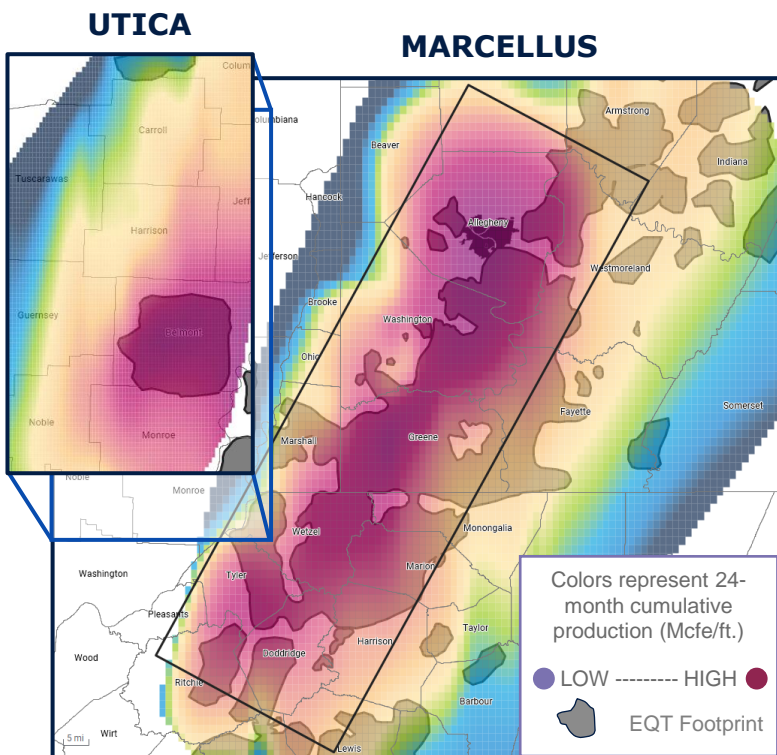 UTICA
MARCELLUS
Colum
Carroll
Tuscarawas
Jeff
Harrison
Guernsey
Belmont
Noble
Monroe
olumbiana
Beaver
Armstrong
Indiana
Hancock
Allegheny
Jefferson
Westmoreland
Brooke
Washington
Ohio
Somerset
Fayette
Marshall
Greene
Noble
Monroe
Wetzel
Monongalia
Washington
Tyler
Marion
Pleasants
Taylor
Wood
Doddridge
Harrison
Ritchie
Barbour
Wirt
Lewis
5 mi
Colors represent 24-
month cumulative
production (Mcfe/ft.)
LOW --------- HIGH
EQT Footprint